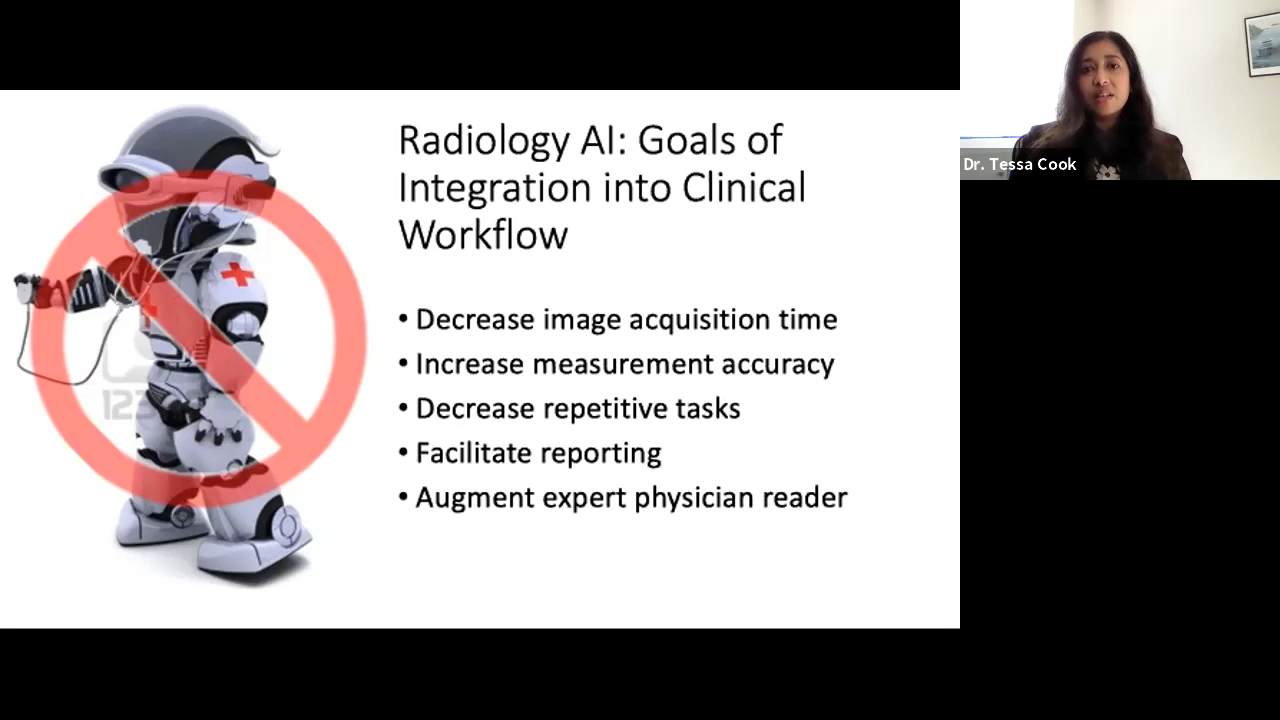 Radiology AI: Goals of
Integration into Clinical
Workflow
• Decrease image acquisition time
• Increase measurement accuracy
• Decrease repetitive tasks
• Facilitate reporting
• Augment expert physician reader
Dr. Tessa Cook